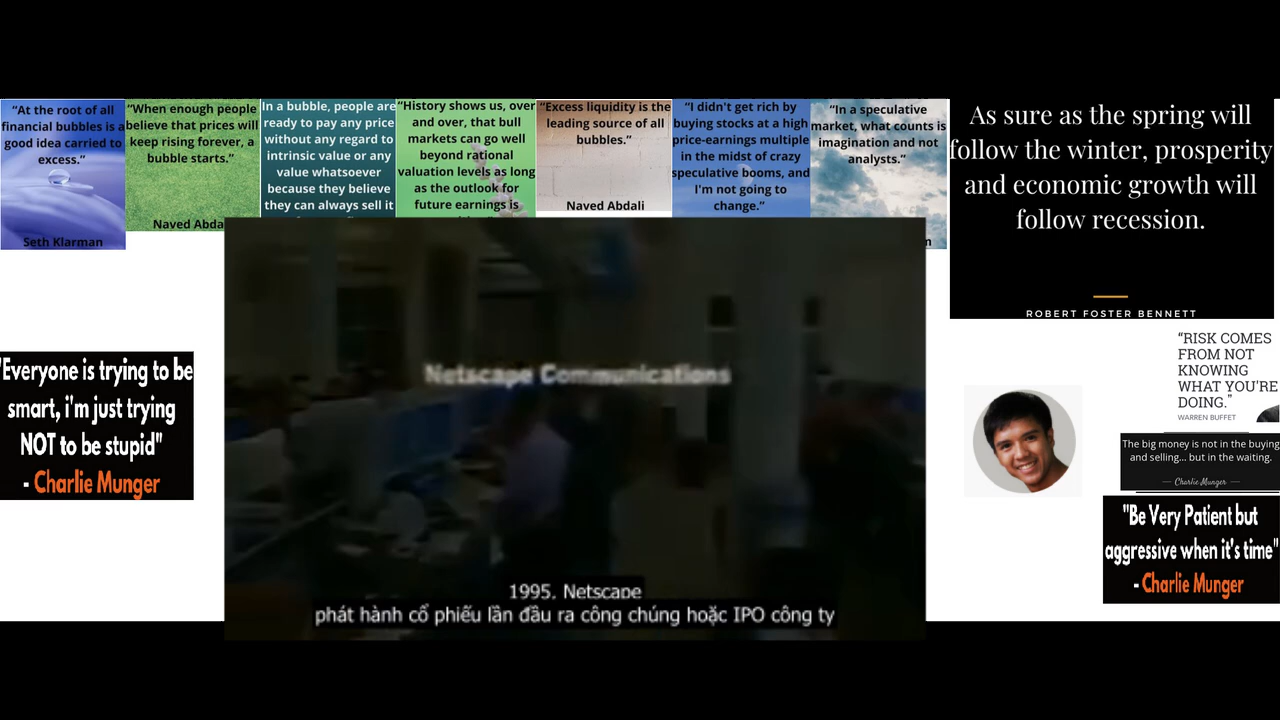 “At the root of all
financial bubbles is a
good idea carried to
excess.”
Seth Klarman
“When enough people
believe that prices will
keep rising forever, a
bubble starts.”
Naved Abda
In a bubble, people are
ready to pay any price
without any regard to
intrinsic value or any
value whatsoever
because they believe
they can always sell it
“History shows us, over
and over, that bull
markets can go well
beyond rational
valuation levels as long
as the outlook for
future earnings is
“Excess liquidity is the
leading source of all
bubbles.”
Naved Abdali
“I didn't get rich by
buying stocks at a high
price-earnings multiple
in the midst of crazy
speculative booms, and
I'm not going to
change.”
“In a speculative
market, what counts is
imagination and not
analysts.”
As sure as the spring will
follow the winter, prosperity
and economic growth will
follow recession.
ROBERT FOSTER BENNETT
"Everyone is trying to be
smart, i'm just trying
NOT to be stupid"
- Charlie Munger
Netscape Communications
1995. Netscape
phát hành cổ phiếu lần đầu ra công chúng hoặc IPO công ty
“RISK COMES
FROM NOT
KNOWING
WHAT YOU'RE
DOING.”
WARREN BUFFET
The big money is not in the buying
and selling... but in the waiting.
— Charlie Munger —
"Be Very Patient but
aggressive when it's time"
- Charlie Munger